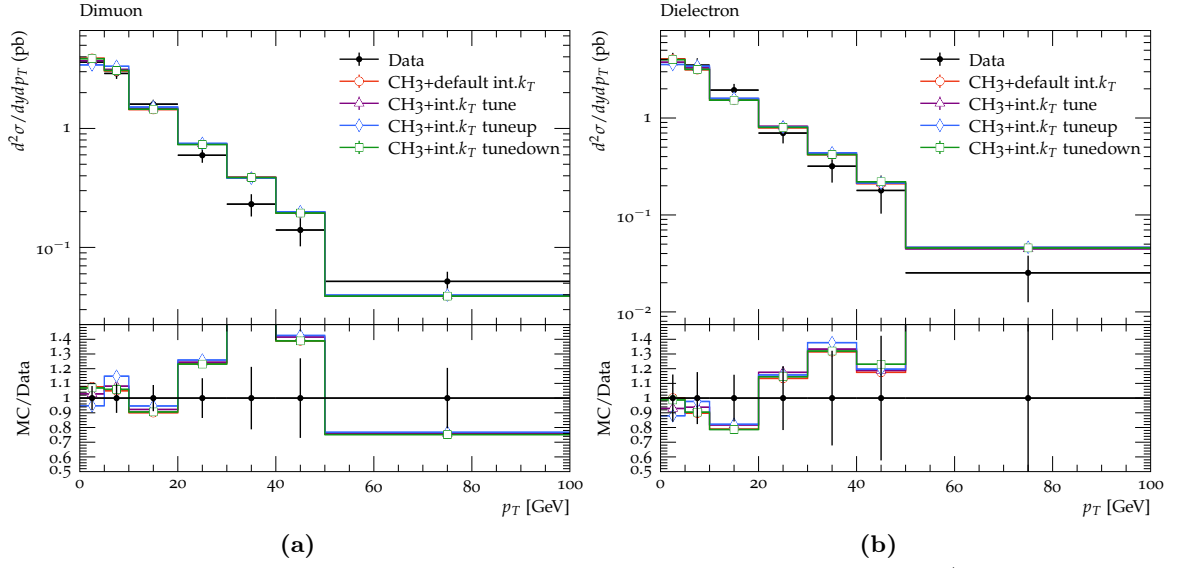 Dimuon
d²σ/dydp_T (pb)
Data
CH3+default int.k_T
CH3+int.k_T tune
CH3+int.k_T tuneup
CH3+int.k_T tunedown
1
10⁻¹
MC/Data
1.4
1.3
1.2
1.1
1
0.9
0.8
0.7
0.6
0.5
0 20 40 60 80 100
p_T [GeV]
(a)
Dielectron
d²σ/dydp_T (pb)
Data
CH3+default int.k_T
CH3+int.k_T tune
CH3+int.k_T tuneup
CH3+int.k_T tunedown
1
10⁻¹
10⁻²
MC/Data
1.4
1.3
1.2
1.1
1
0.9
0.8
0.7
0.6
0.5
0 20 40 60 80 100
p_T [GeV]
(b)